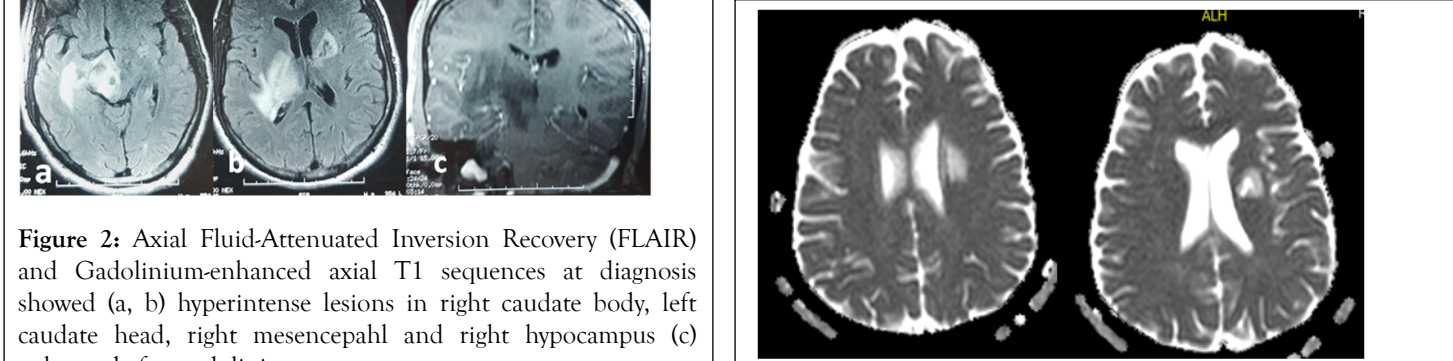 a
b
c
ALH
Figure 2: Axial Fluid-Attenuated Inversion Recovery (FLAIR)
and Gadolinium-enhanced axial T1 sequences at diagnosis
showed (a, b) hyperintense lesions in right caudate body, left
caudate head, right mesencepahl and right hypocampus (c)